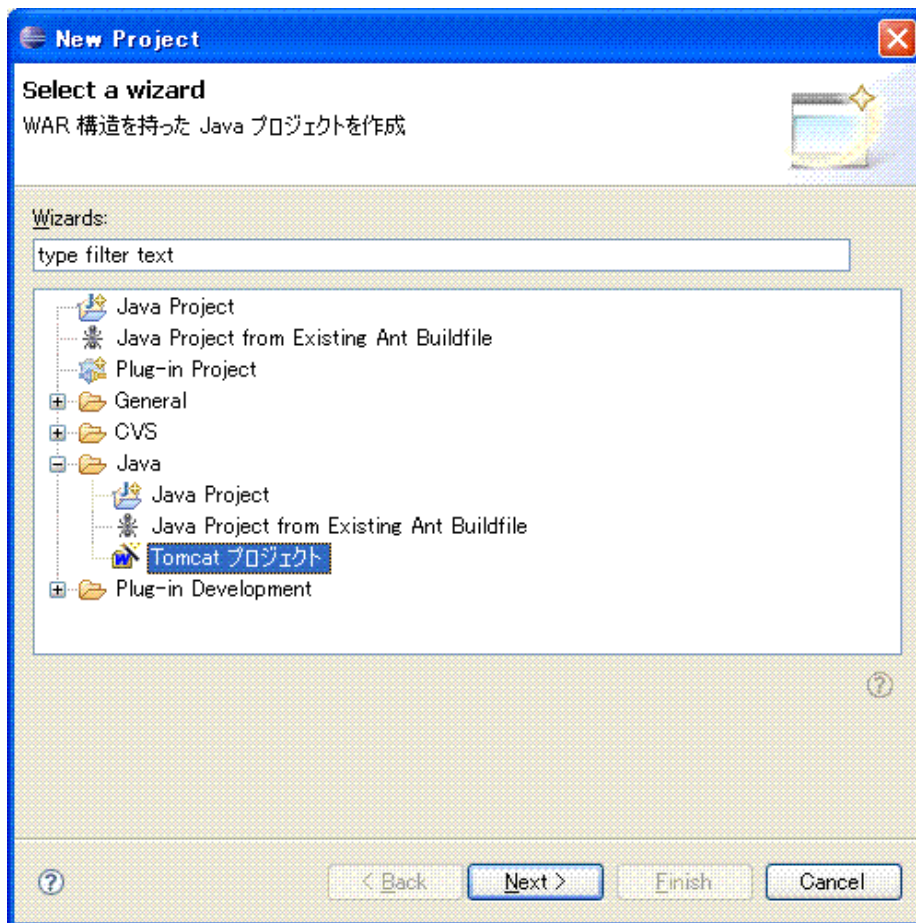 New Project
Select a wizard
WAR 構造を持った Java プロジェクトを作成
Wizards:
type filter text
Java Project
Java Project from Existing Ant Buildfile
Plug-in Project
General
CVS
Java
Java Project
Java Project from Existing Ant Buildfile
Tomcat プロジェクト
Plug-in Development
< Back
Next >
Finish
Cancel